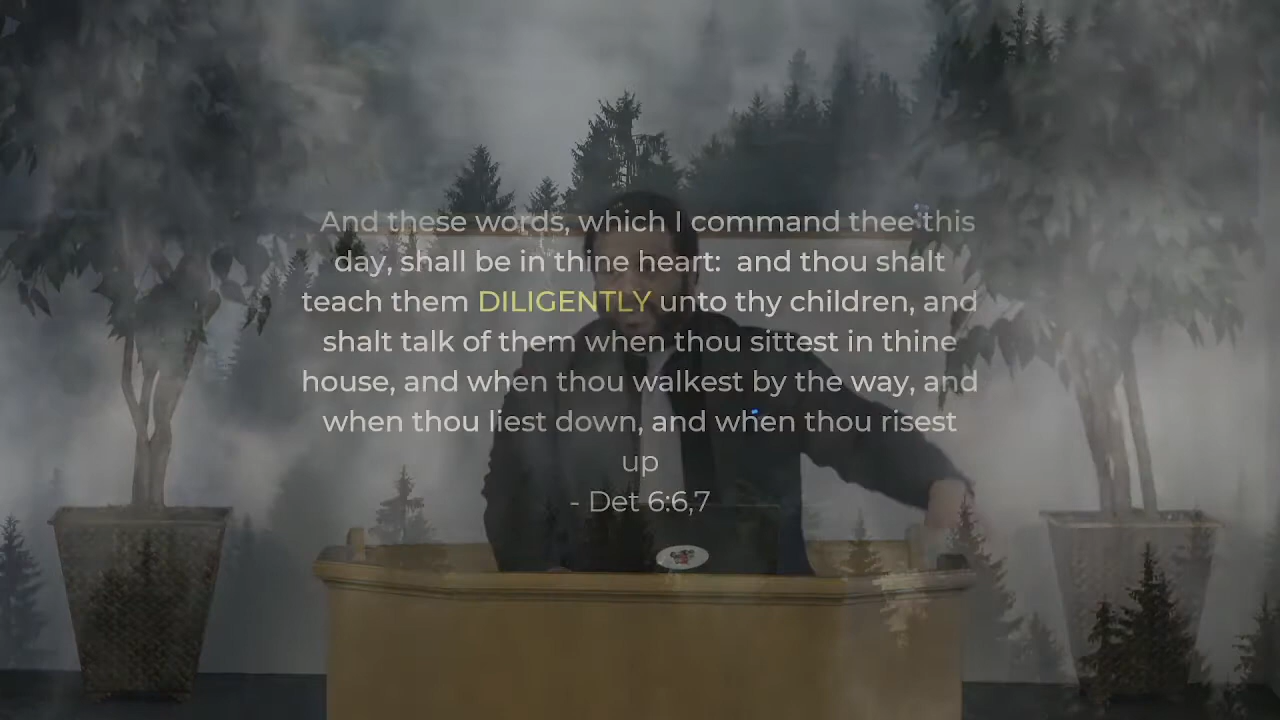 And these words, which I command thee this
day, shall be in thine heart:  and thou shalt
teach them DILIGENTLY unto thy children, and
shalt talk of them when thou sittest in thine
house, and when thou walkest by the way, and
when thou liest down, and when thou risest
up
- Det 6:6,7